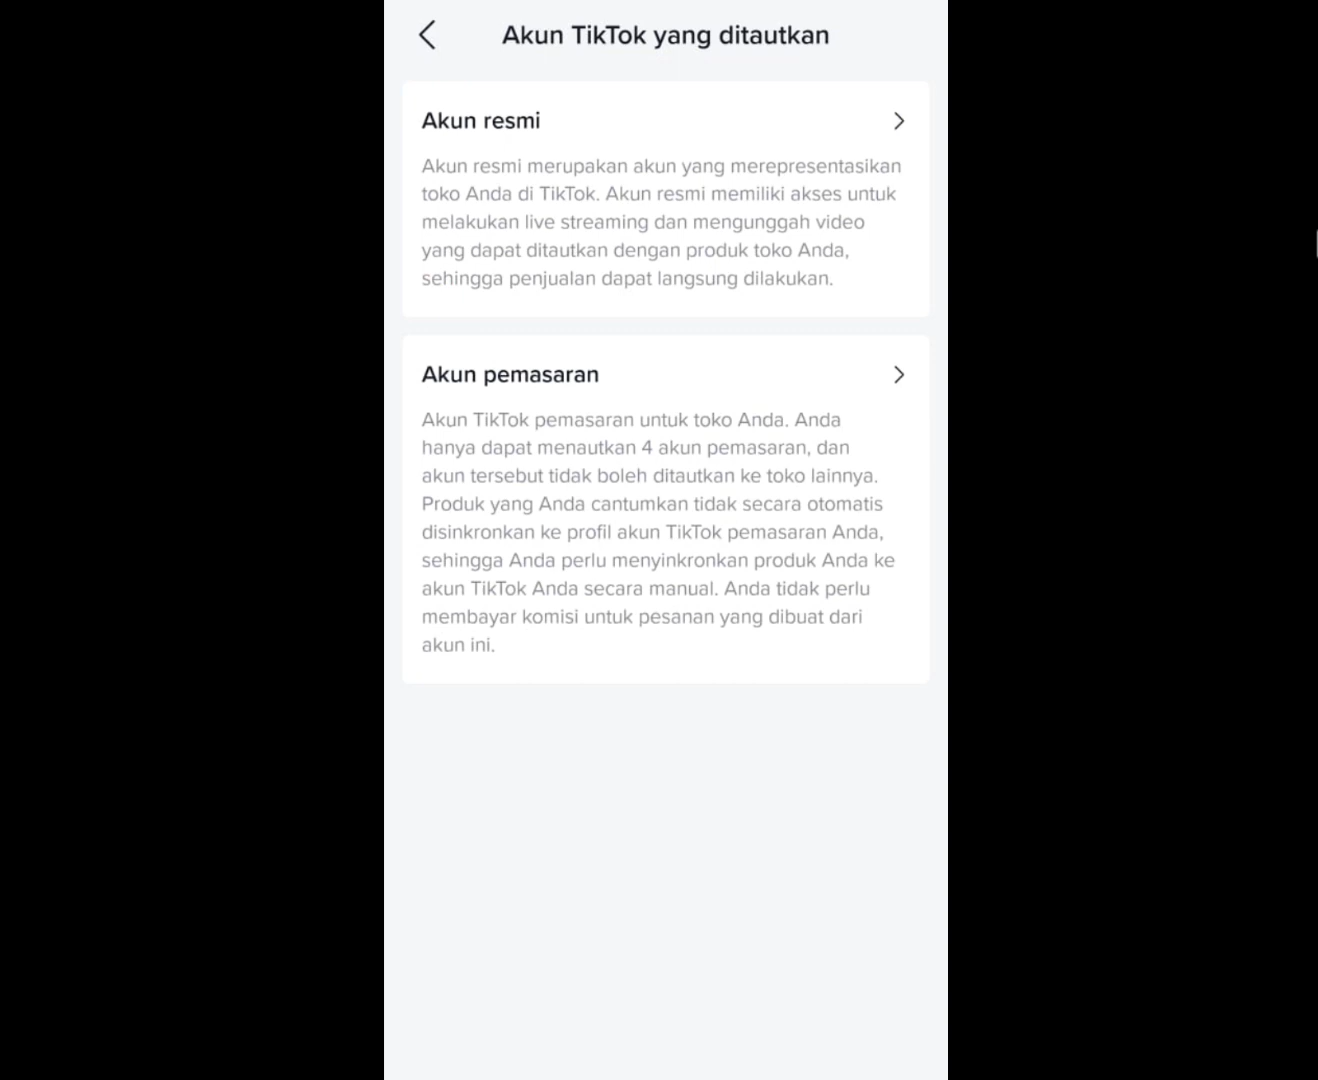 Akun TikTok yang ditautkan
Akun resmi
Akun resmi merupakan akun yang merepresentasikan
toko Anda di TikTok. Akun resmi memiliki akses untuk
melakukan live streaming dan mengunggah video
yang dapat ditautkan dengan produk toko Anda,
sehingga penjualan dapat langsung dilakukan.
Akun pemasaran
Akun TikTok pemasaran untuk toko Anda. Anda
hanya dapat menautkan 4 akun pemasaran, dan
akun tersebut tidak boleh ditautkan ke toko lainnya.
Produk yang Anda cantumkan tidak secara otomatis
disinkronkan ke profil akun TikTok pemasaran Anda,
sehingga Anda perlu menyinkronkan produk Anda ke
akun TikTok Anda secara manual. Anda tidak perlu
membayar komisi untuk pesanan yang dibuat dari
akun ini.